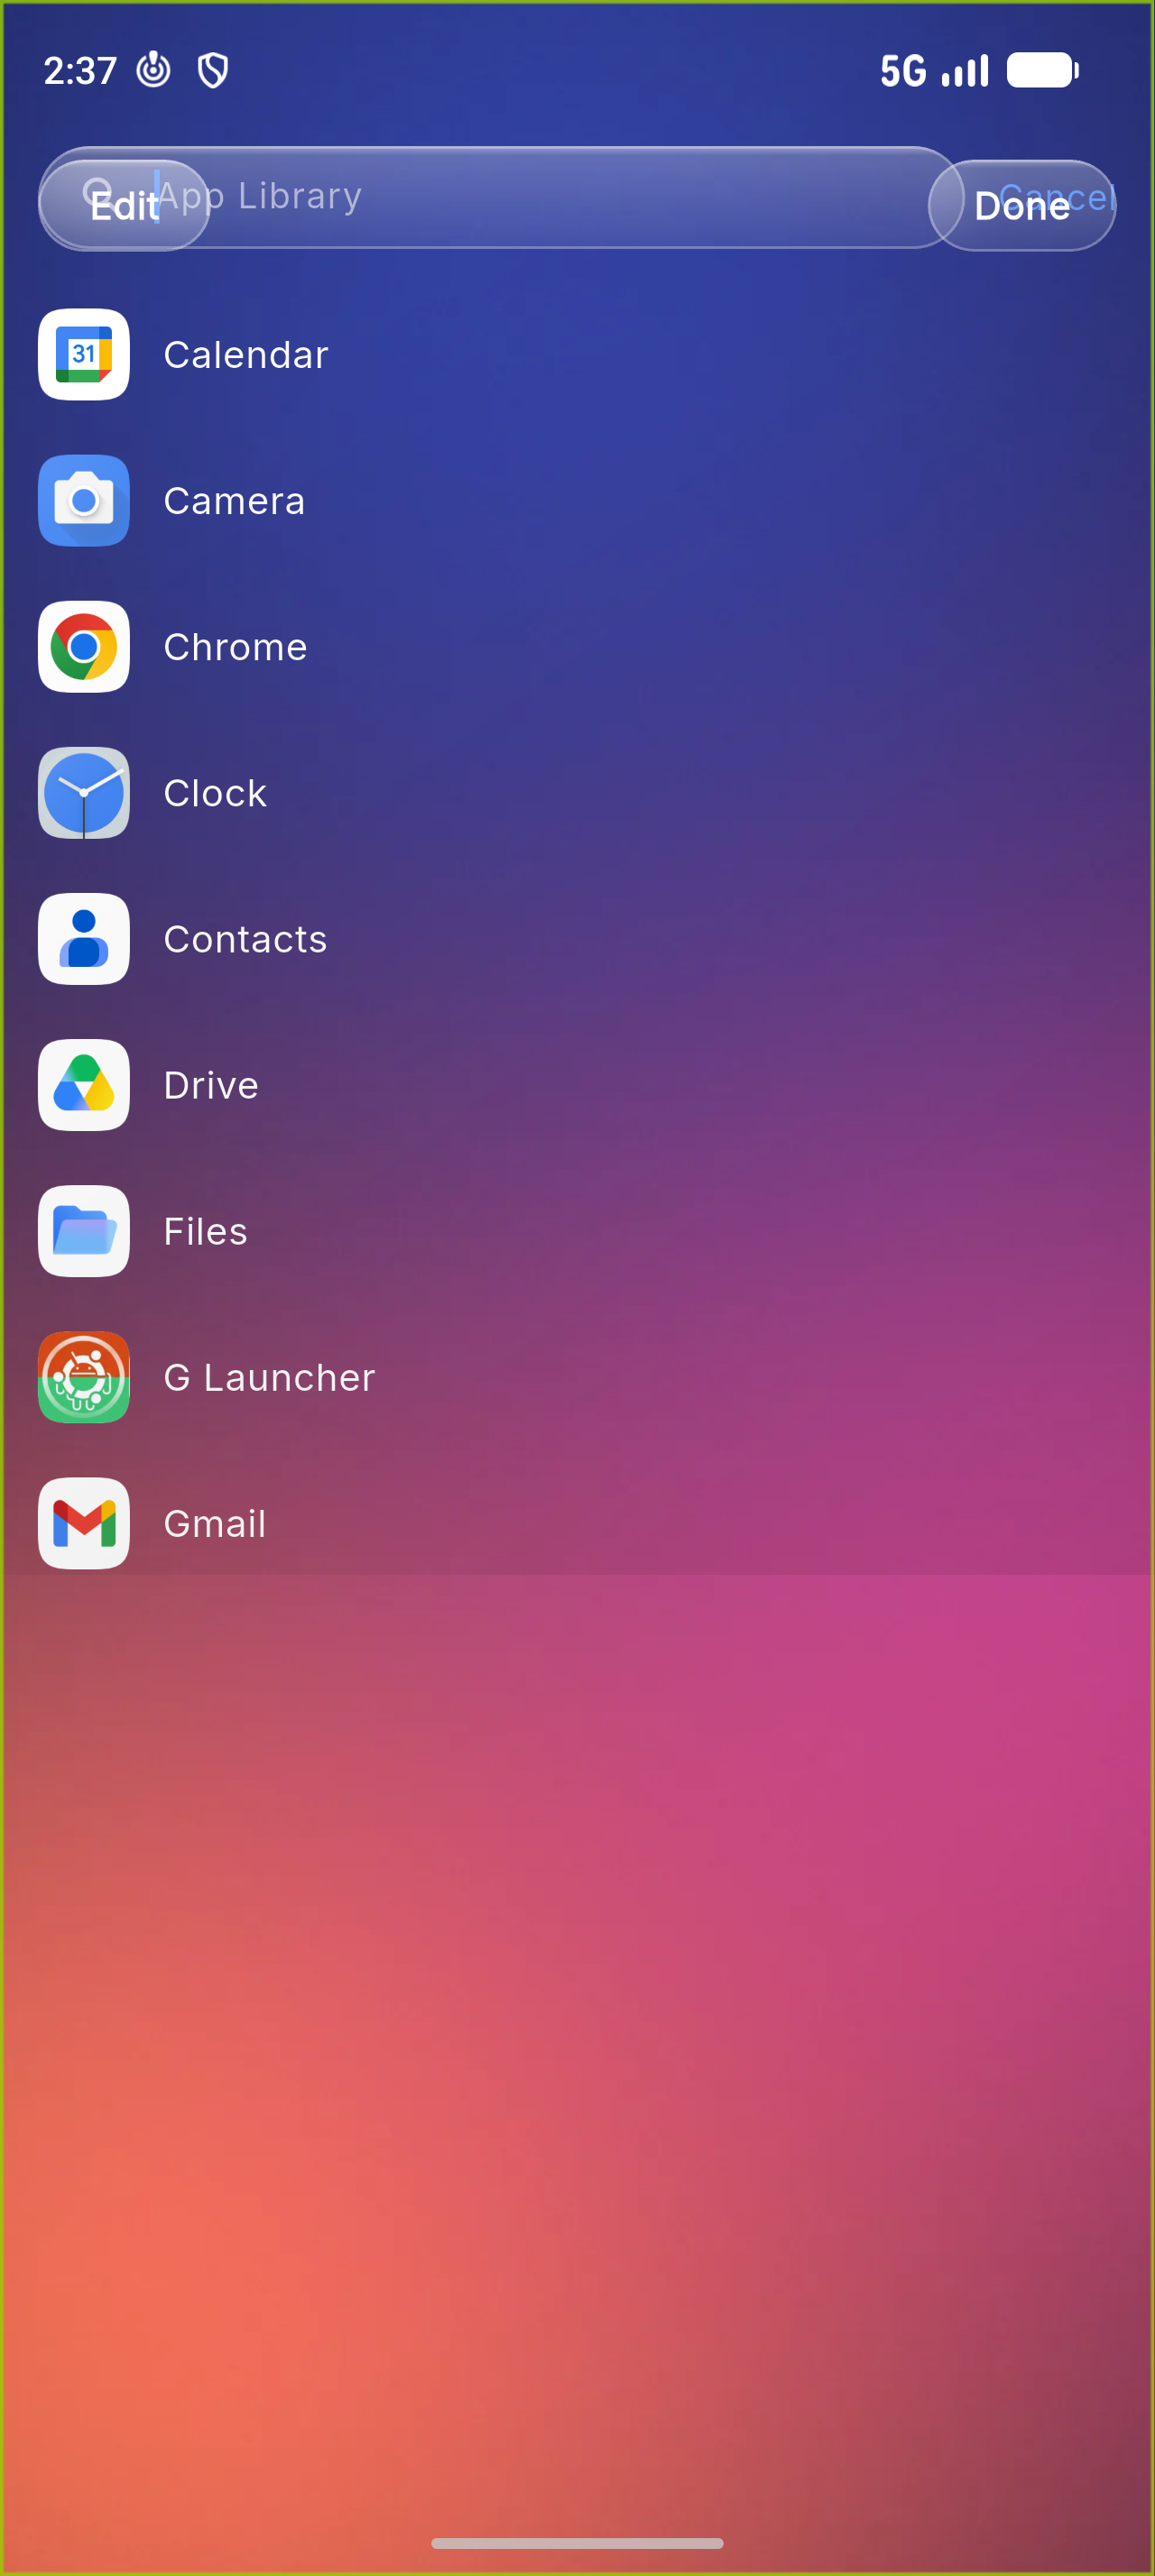 2:37 5G
Edit App Library Done Cancel
31 Calendar
Camera
Chrome
Clock
Contacts
Drive
Files
G Launcher
Gmail